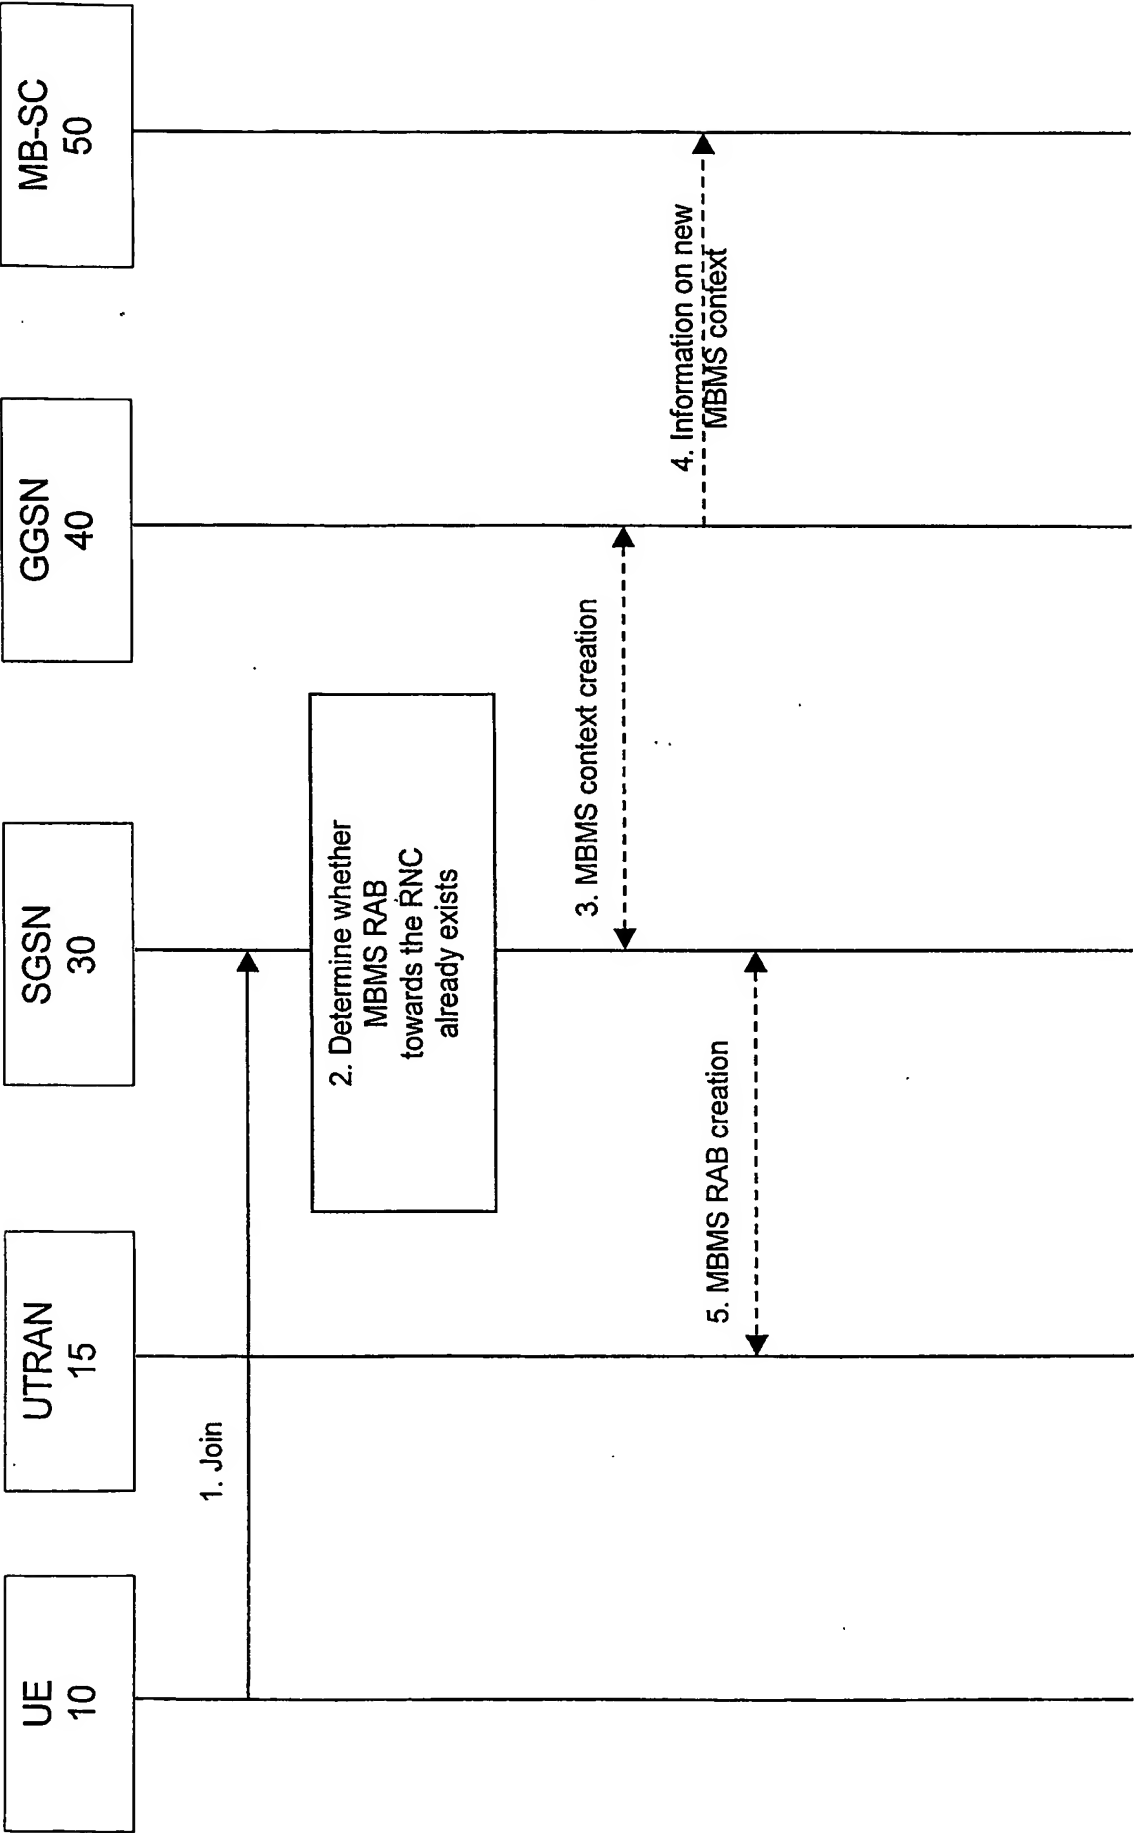 UE
10
UTRAN
15
SGSN
30
GGSN
40
MB-SC
50
1. Join
2. Determine whether
MBMS RAB
towards the RNC
already exists
3. MBMS context creation
4. Information on new
MBMS context
5. MBMS RAB creation